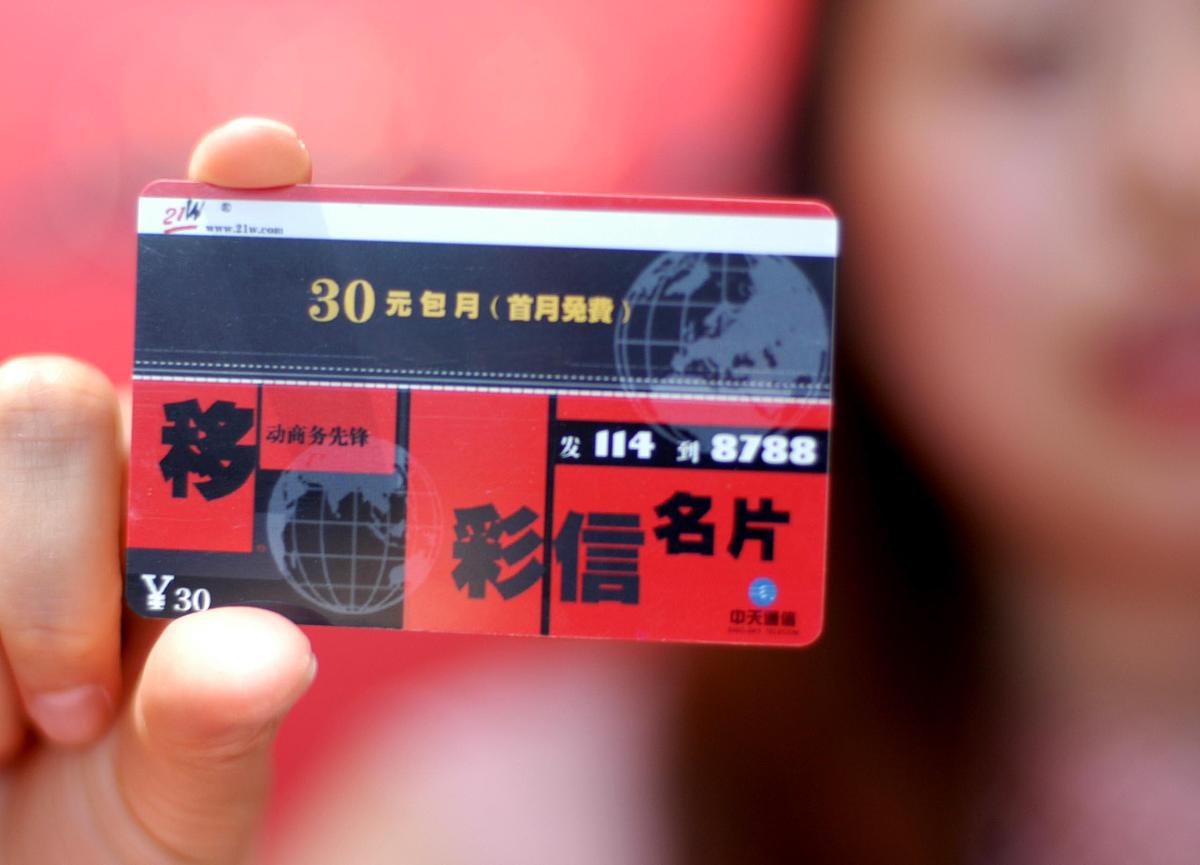 21W ®
www.21w.com
30元包月(首月免費)
移动商务先锋
发 114 到 8788
彩信名片
¥30
中天通信